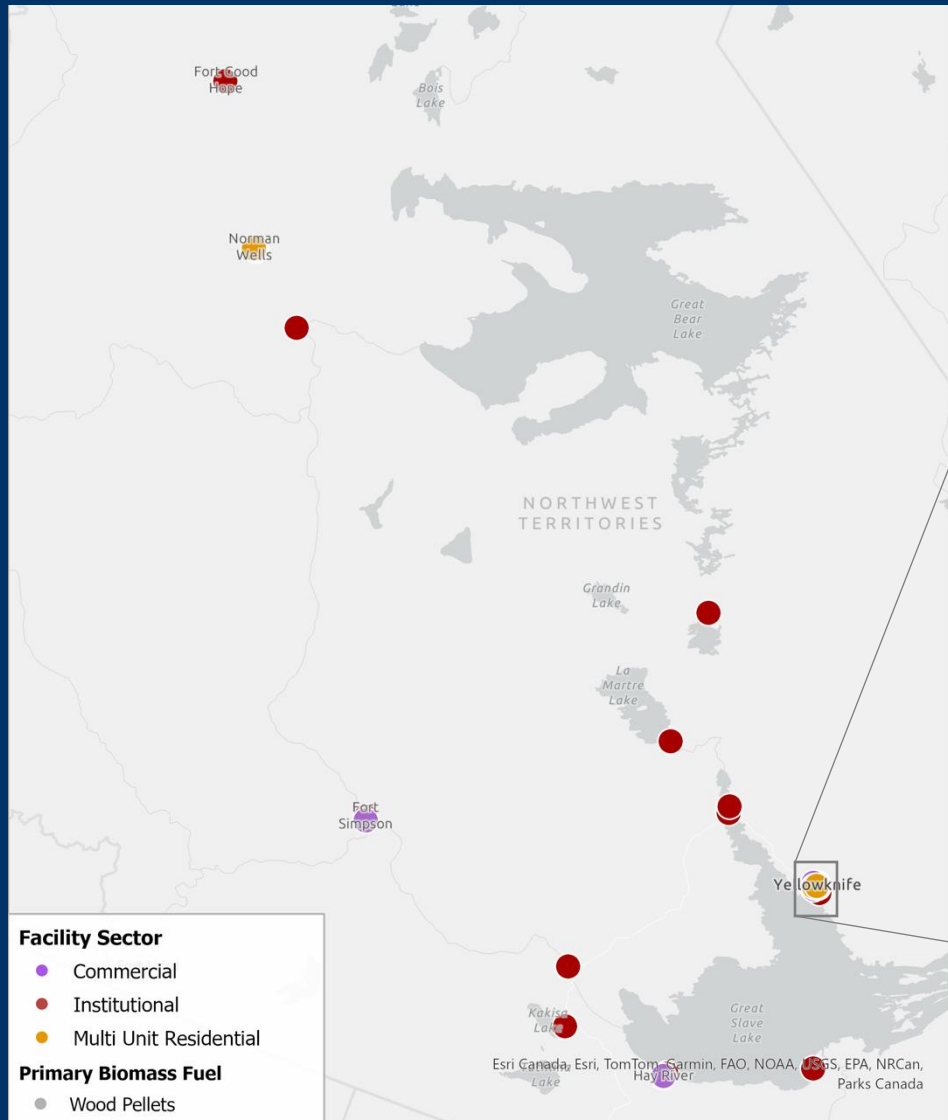 Fort Good
Hope
Bois
Lake
Norman
Wells
Great
Bear
Lake
NORTHWEST
TERRITORIES
Grandin
Lake
La
Martre
Lake
Fort
Simpson
Yellowknife
Facility Sector
Commercial
Institutional
Multi Unit Residential
Primary Biomass Fuel
Wood Pellets
Kakisa
Lake
Great
Slave
Lake
Esri Canada, Esri, TomTom, Garmin, FAO, NOAA, USGS, EPA, NRCan,
Parks Canada
Lake
Hay River